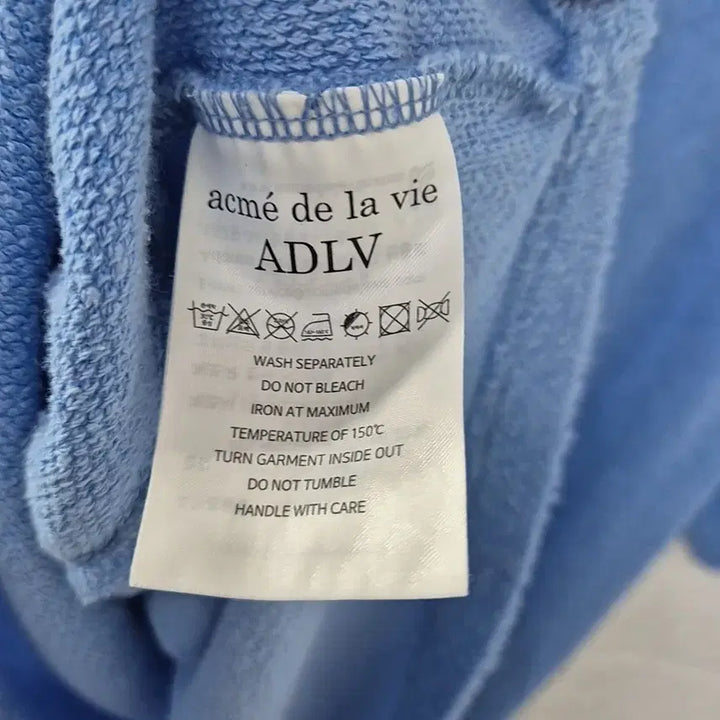 acmé de la vie
ADLV
30℃
WASH SEPARATELY
DO NOT BLEACH
IRON AT MAXIMUM
TEMPERATURE OF 150℃
TURN GARMENT INSIDE OUT
DO NOT TUMBLE
HANDLE WITH CARE